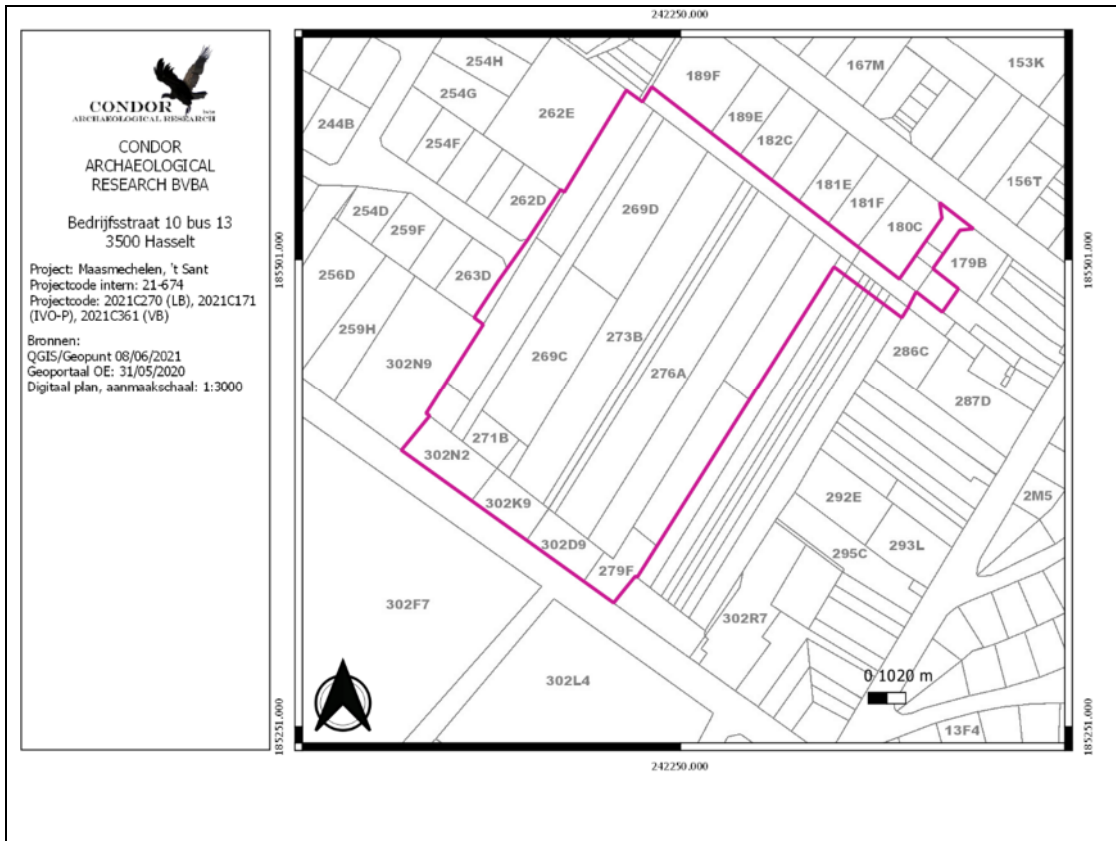 242250.000
CONDOR
bvba
ARCHAEOLOGICAL RESEARCH
CONDOR
ARCHAEOLOGICAL
RESEARCH BVBA
Bedrijfsstraat 10 bus 13
3500 Hasselt
Project: Maasmechelen, 't Sant
Projectcode intern: 21-674
Projectcode: 2021C270 (LB), 2021C171
(IVO-P), 2021C361 (VB)
Bronnen:
QGIS/Geopunt 08/06/2021
Geoportaal OE: 31/05/2020
Digitaal plan, aanmaakschaal: 1:3000
254H
189F
167M
153K
254G
262E
244B
189E
254F
182C
181E
156T
262D
269D
181F
254D
180C
259F
185501.000
185501.000
256D
263D
179B
259H
273B
302N9
269C
286C
276A
287D
271B
302N2
2M5
302K9
292E
302D9
293L
295C
279F
302F7
302R7
302L4
0 1020 m
13F4
185251.000
185251.000
242250.000